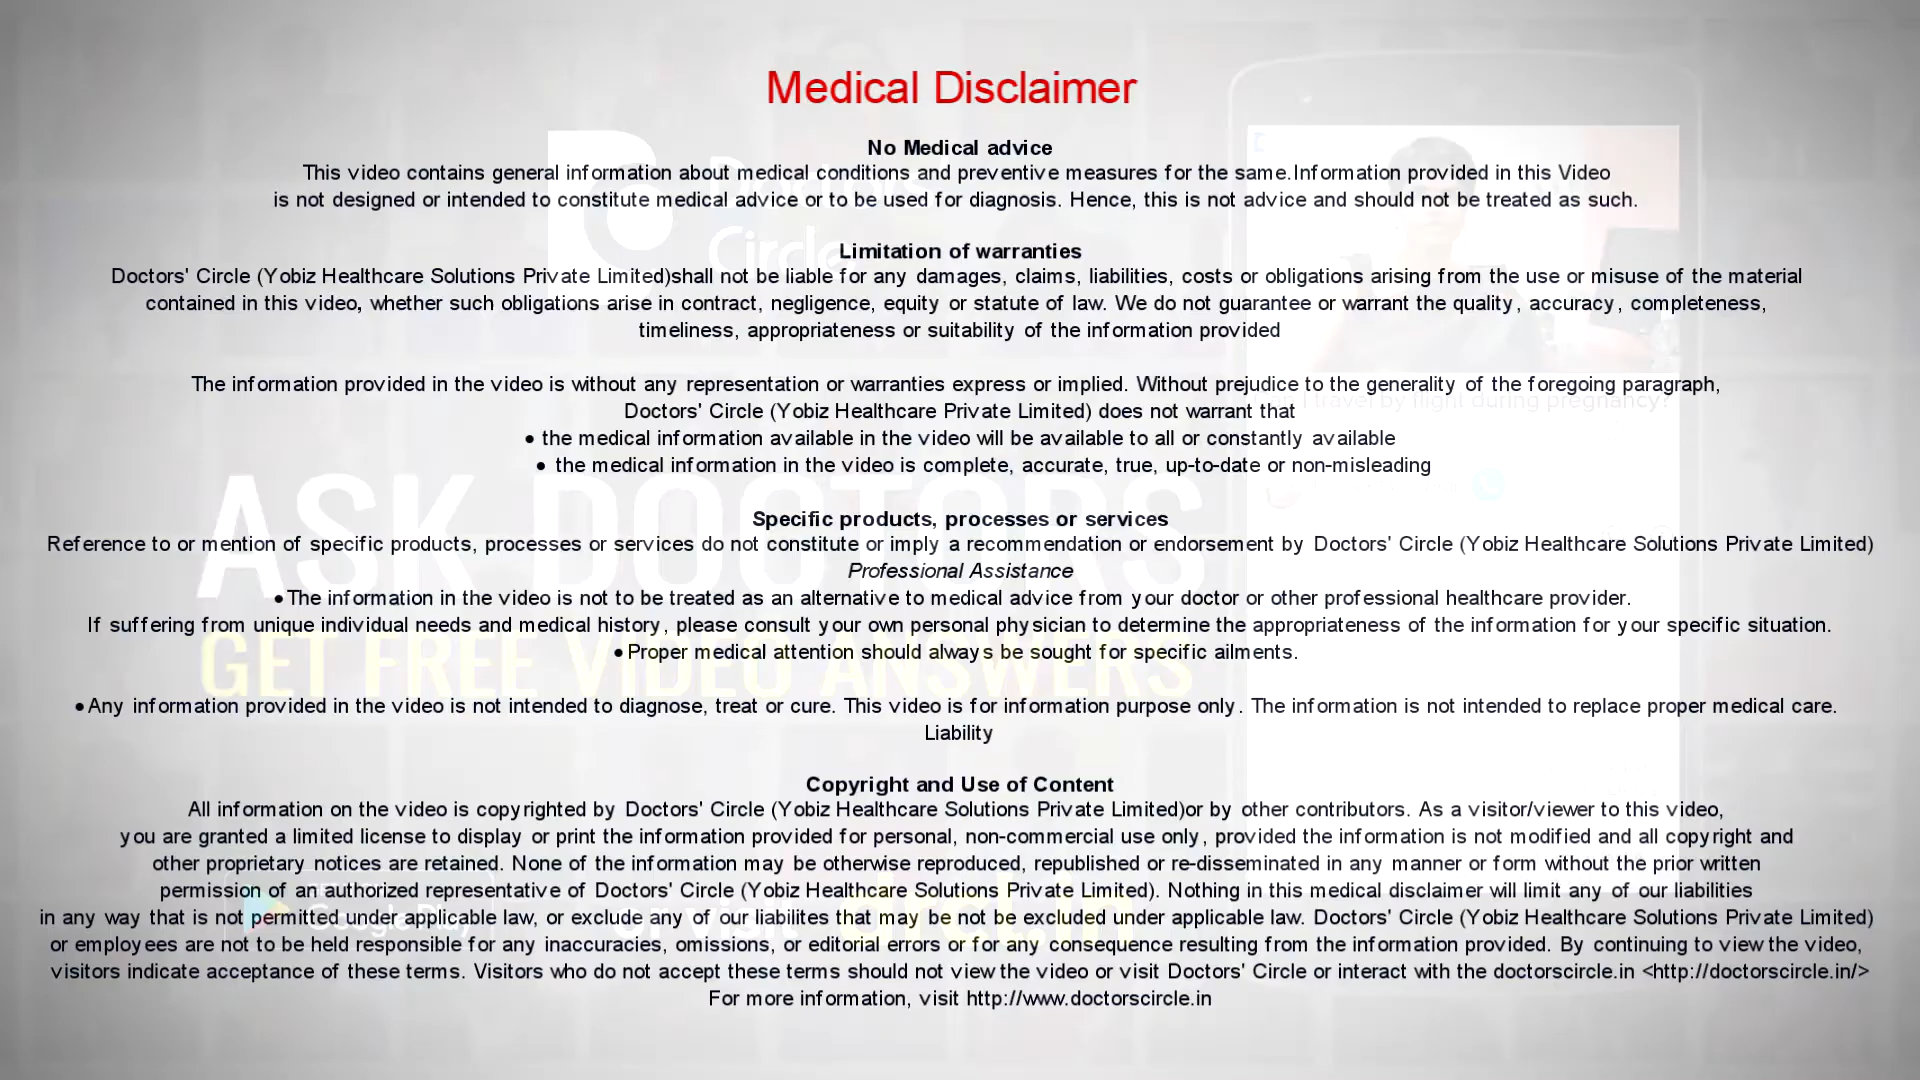 Medical Disclaimer
No Medical advice
This video contains general information about medical conditions and preventive measures for the same.Information provided in this Video
is not designed or intended to constitute medical advice or to be used for diagnosis. Hence, this is not advice and should not be treated as such.
Doctors'
Circle
Limitation of warranties
Doctors' Circle (Yobiz Healthcare Solutions Private Limited)shall not be liable for any damages, claims, liabilities, costs or obligations arising from the use or misuse of the material
contained in this video, whether such obligations arise in contract, negligence, equity or statute of law. We do not guarantee or warrant the quality, accuracy, completeness,
timeliness, appropriateness or suitability of the information provided
The information provided in the video is without any representation or warranties express or implied. Without prejudice to the generality of the foregoing paragraph,
Can I travel by flight during pregnancy?
Doctors' Circle (Yobiz Healthcare Private Limited) does not warrant that
• the medical information available in the video will be available to all or constantly available
• the medical information in the video is complete, accurate, true, up-to-date or non-misleading
ASK DOCTORS
Specific products, processes or services
Reference to or mention of specific products, processes or services do not constitute or imply a recommendation or endorsement by Doctors' Circle (Yobiz Healthcare Solutions Private Limited)
Professional Assistance
•The information in the video is not to be treated as an alternative to medical advice from your doctor or other professional healthcare provider.
If suffering from unique individual needs and medical history, please consult your own personal physician to determine the appropriateness of the information for your specific situation.
•Proper medical attention should always be sought for specific ailments.
GET FREE VIDEO ANSWERS
•Any information provided in the video is not intended to diagnose, treat or cure. This video is for information purpose only. The information is not intended to replace proper medical care.
Liability
Copyright and Use of Content
All information on the video is copyrighted by Doctors' Circle (Yobiz Healthcare Solutions Private Limited)or by other contributors. As a visitor/viewer to this video,
you are granted a limited license to display or print the information provided for personal, non-commercial use only, provided the information is not modified and all copyright and
other proprietary notices are retained. None of the information may be otherwise reproduced, republished or re-disseminated in any manner or form without the prior written
permission of an authorized representative of Doctors' Circle (Yobiz Healthcare Solutions Private Limited). Nothing in this medical disclaimer will limit any of our liabilities
in any way that is not permitted under applicable law, or exclude any of our liabilites that may be not be excluded under applicable law. Doctors' Circle (Yobiz Healthcare Solutions Private Limited)
Google Play
or visit drcl.in
or employees are not to be held responsible for any inaccuracies, omissions, or editorial errors or for any consequence resulting from the information provided. By continuing to view the video,
visitors indicate acceptance of these terms. Visitors who do not accept these terms should not view the video or visit Doctors' Circle or interact with the doctorscircle.in <http://doctorscircle.in/>
For more information, visit http://www.doctorscircle.in